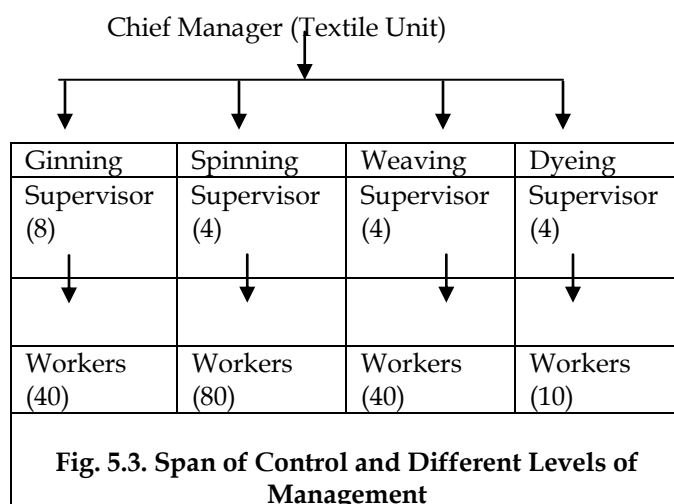 Chief Manager (Textile Unit)
Ginning Spinning Weaving Dyeing
Supervisor Supervisor Supervisor Supervisor
(8) (4) (4) (4)
Workers Workers Workers Workers
(40) (80) (40) (10)
Fig. 5.3. Span of Control and Different Levels of
Management